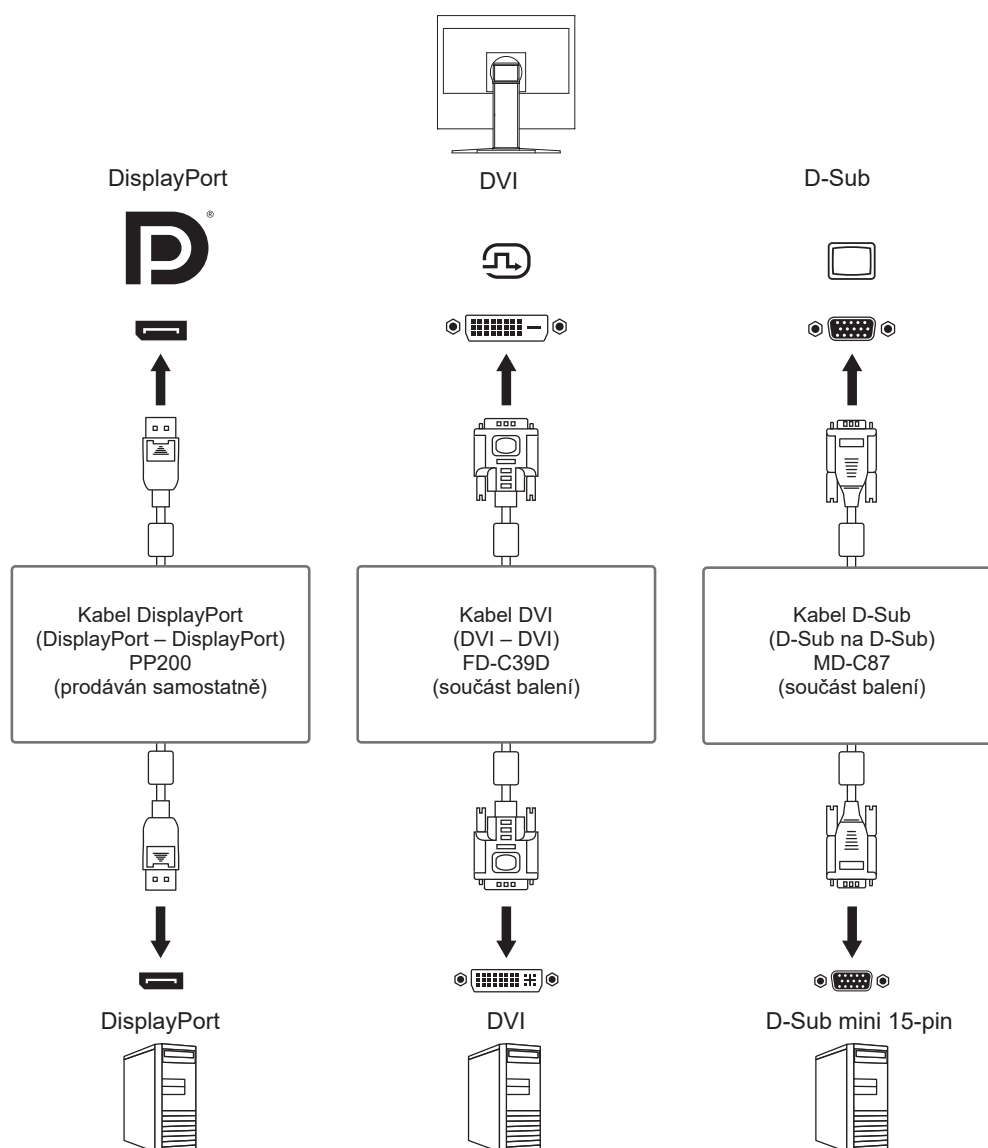 DisplayPort
DVI
D-Sub
®
Kabel DisplayPort
(DisplayPort – DisplayPort)
PP200
(prodáván samostatně)
Kabel DVI
(DVI – DVI)
FD-C39D
(součást balení)
Kabel D-Sub
(D-Sub na D-Sub)
MD-C87
(součást balení)
DisplayPort
DVI
D-Sub mini 15-pin